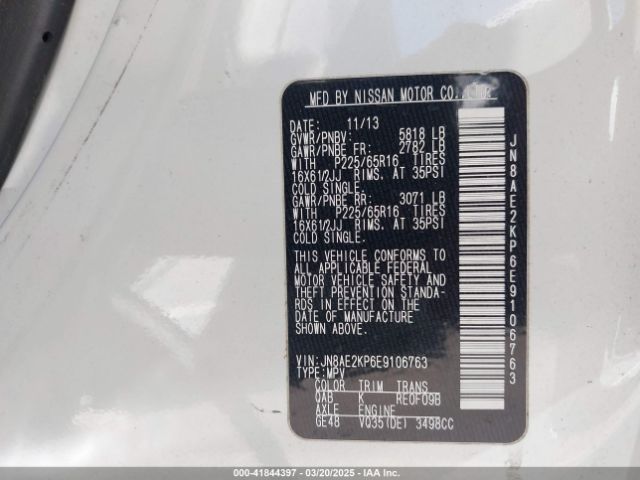 MFD BY NISSAN MOTOR CO.,LTD
DATE: 11/13
GVWR/PNBV: 5818 LB
GAWR/PNBE FR: 2782 LB
WITH P225/65R16 TIRES
16X61/2JJ RIMS, AT 35PSI
COLD SINGLE.
GAWR/PNBE RR: 3071 LB
WITH P225/65R16 TIRES
16X61/2JJ RIMS, AT 35PSI
COLD SINGLE.
THIS VEHICLE CONFORMS TO
ALL APPLICABLE FEDERAL
MOTOR VEHICLE SAFETY AND
THEFT PREVENTION STANDA-
RDS IN EFFECT ON THE
DATE OF MANUFACTURE
SHOWN ABOVE.
VIN: JN8AE2KP6E9106763
TYPE: MPV
COLOR TRIM TRANS
QAB K RE0F09B
AXLE ENGINE
GE48 VQ35(DE) 3498CC
JN8AE2KP6E9106763
000-41844397 - 03/20/2025 - IAAI.COM